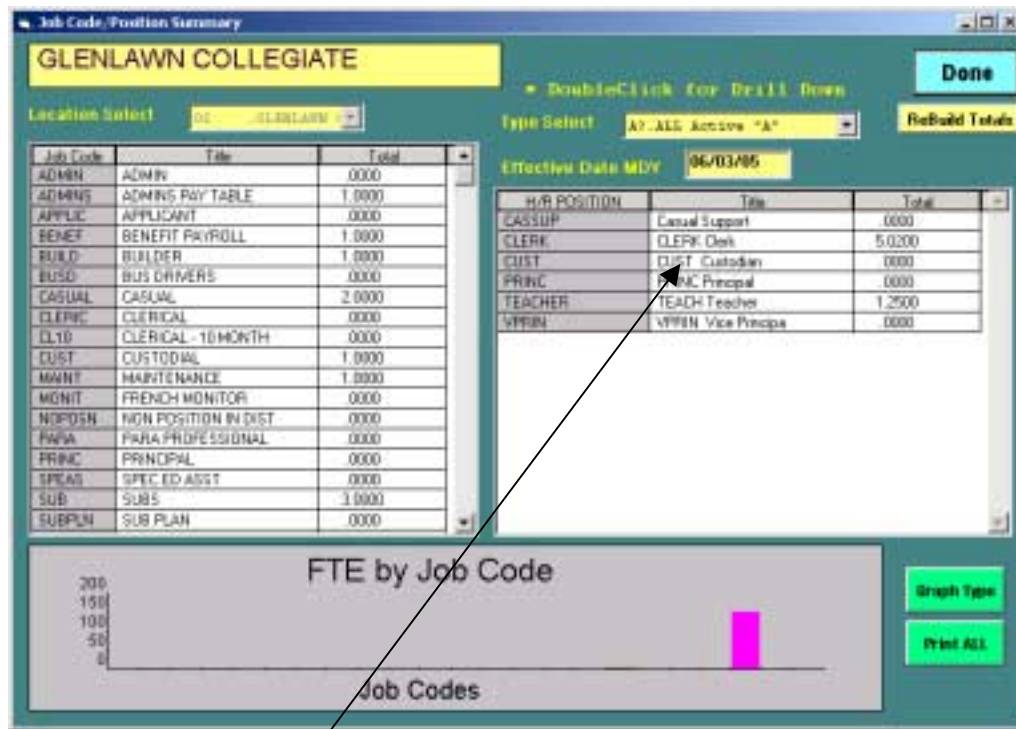 Job Code/Position Summary
GLENLAWN COLLEGIATE
Done
* DoubleClick for Drill Down
Location Select 02 .GLENLAWN
Type Select A>.ALL Active "A"
ReBuild Totals
Effective Date MDY 06/03/05
Job Code Title Total
ADMIN ADMIN .0000
ADMINS ADMINS PAY TABLE 1.0000
APPLIC APPLICANT .0000
BENEF BENEFIT PAYROLL 1.0000
BUILD BUILDER 1.0000
BUSD BUS DRIVERS .0000
CASUAL CASUAL 2.0000
CLERIC CLERICAL .0000
CL10 CLERICAL - 10 MONTH .0000
CUST CUSTODIAL 1.0000
MAINT MAINTENANCE 1.0000
MONIT FRENCH MONITOR .0000
NOPOSN NON POSITION IN DIST .0000
PARA PARA PROFESSIONAL .0000
PRINC PRINCIPAL .0000
SPEAS SPEC ED ASST .0000
SUB SUBS 3.0000
SUBPLN SUB PLAN .0000
H/R POSITION Title Total
CASSUP Casual Support .0000
CLERK CLERK Clerk 5.0200
CUST CUST Custodian .0000
PRINC Principal .0000
TEACHER TEACH Teacher 1.2500
VPRIN VPRIN Vice Principa .0000
FTE by Job Code
200
150
100
50
0
Job Codes
Graph Type
Print ALL